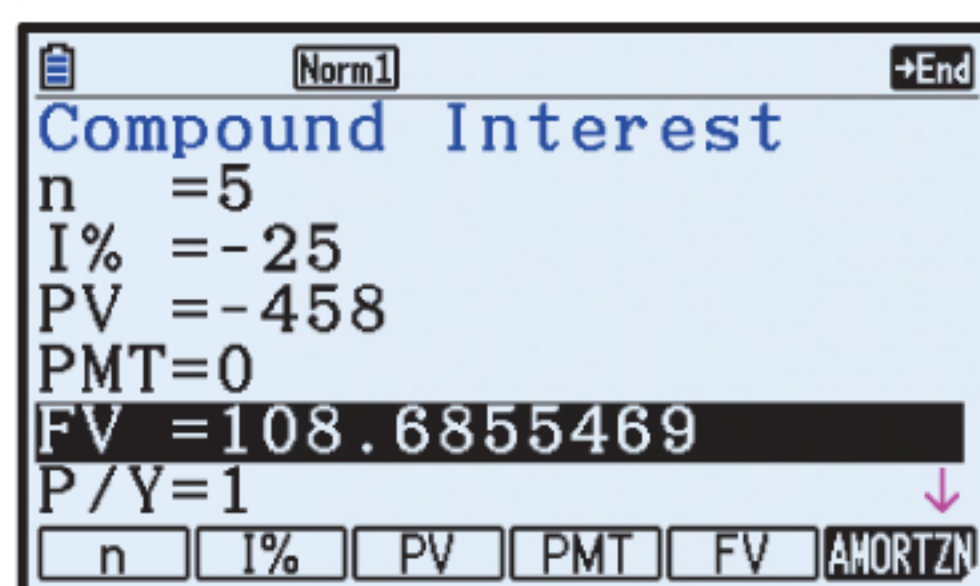 Norm1 →End
Compound Interest
n =5
I% =-25
PV =-458
PMT=0
FV =108.6855469
P/Y=1 ↓
n I% PV PMT FV AMORTZN